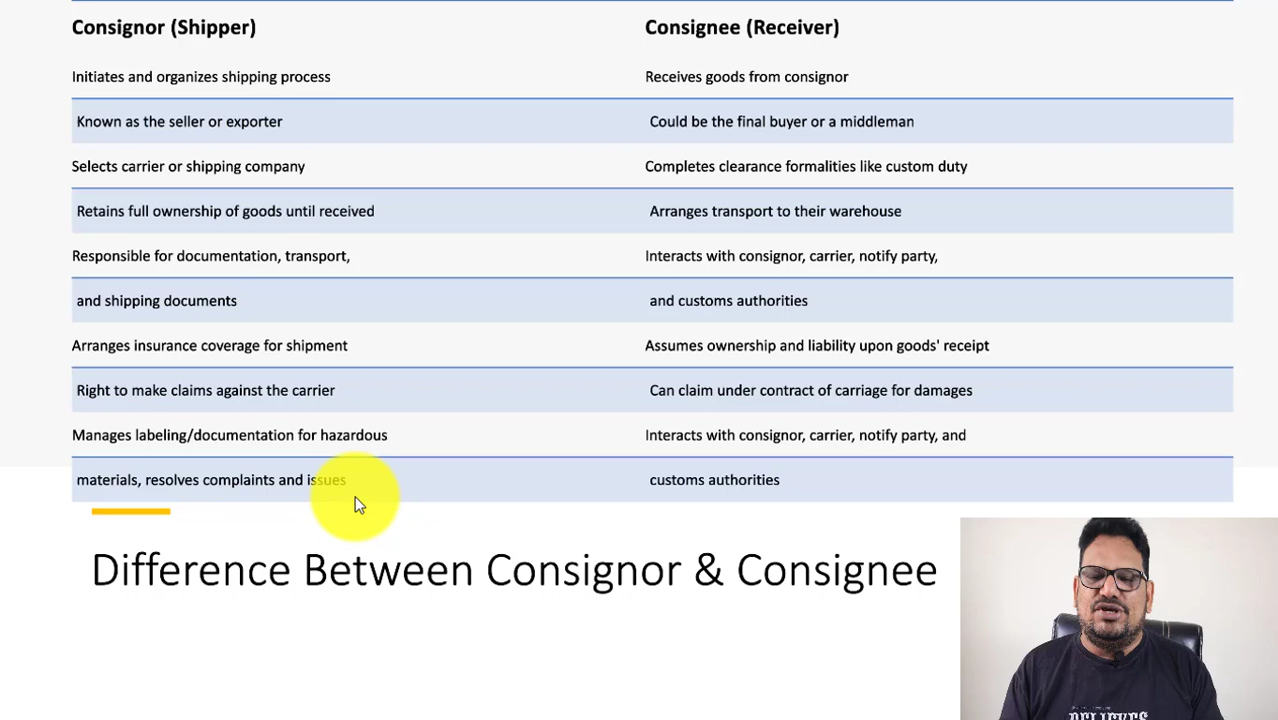 Consignor (Shipper) Consignee (Receiver)
Initiates and organizes shipping process Receives goods from consignor
Known as the seller or exporter Could be the final buyer or a middleman
Selects carrier or shipping company Completes clearance formalities like custom duty
Retains full ownership of goods until received Arranges transport to their warehouse
Responsible for documentation, transport, Interacts with consignor, carrier, notify party,
and shipping documents and customs authorities
Arranges insurance coverage for shipment Assumes ownership and liability upon goods' receipt
Right to make claims against the carrier Can claim under contract of carriage for damages
Manages labeling/documentation for hazardous Interacts with consignor, carrier, notify party, and
materials, resolves complaints and issues customs authorities
Difference Between Consignor & Consignee